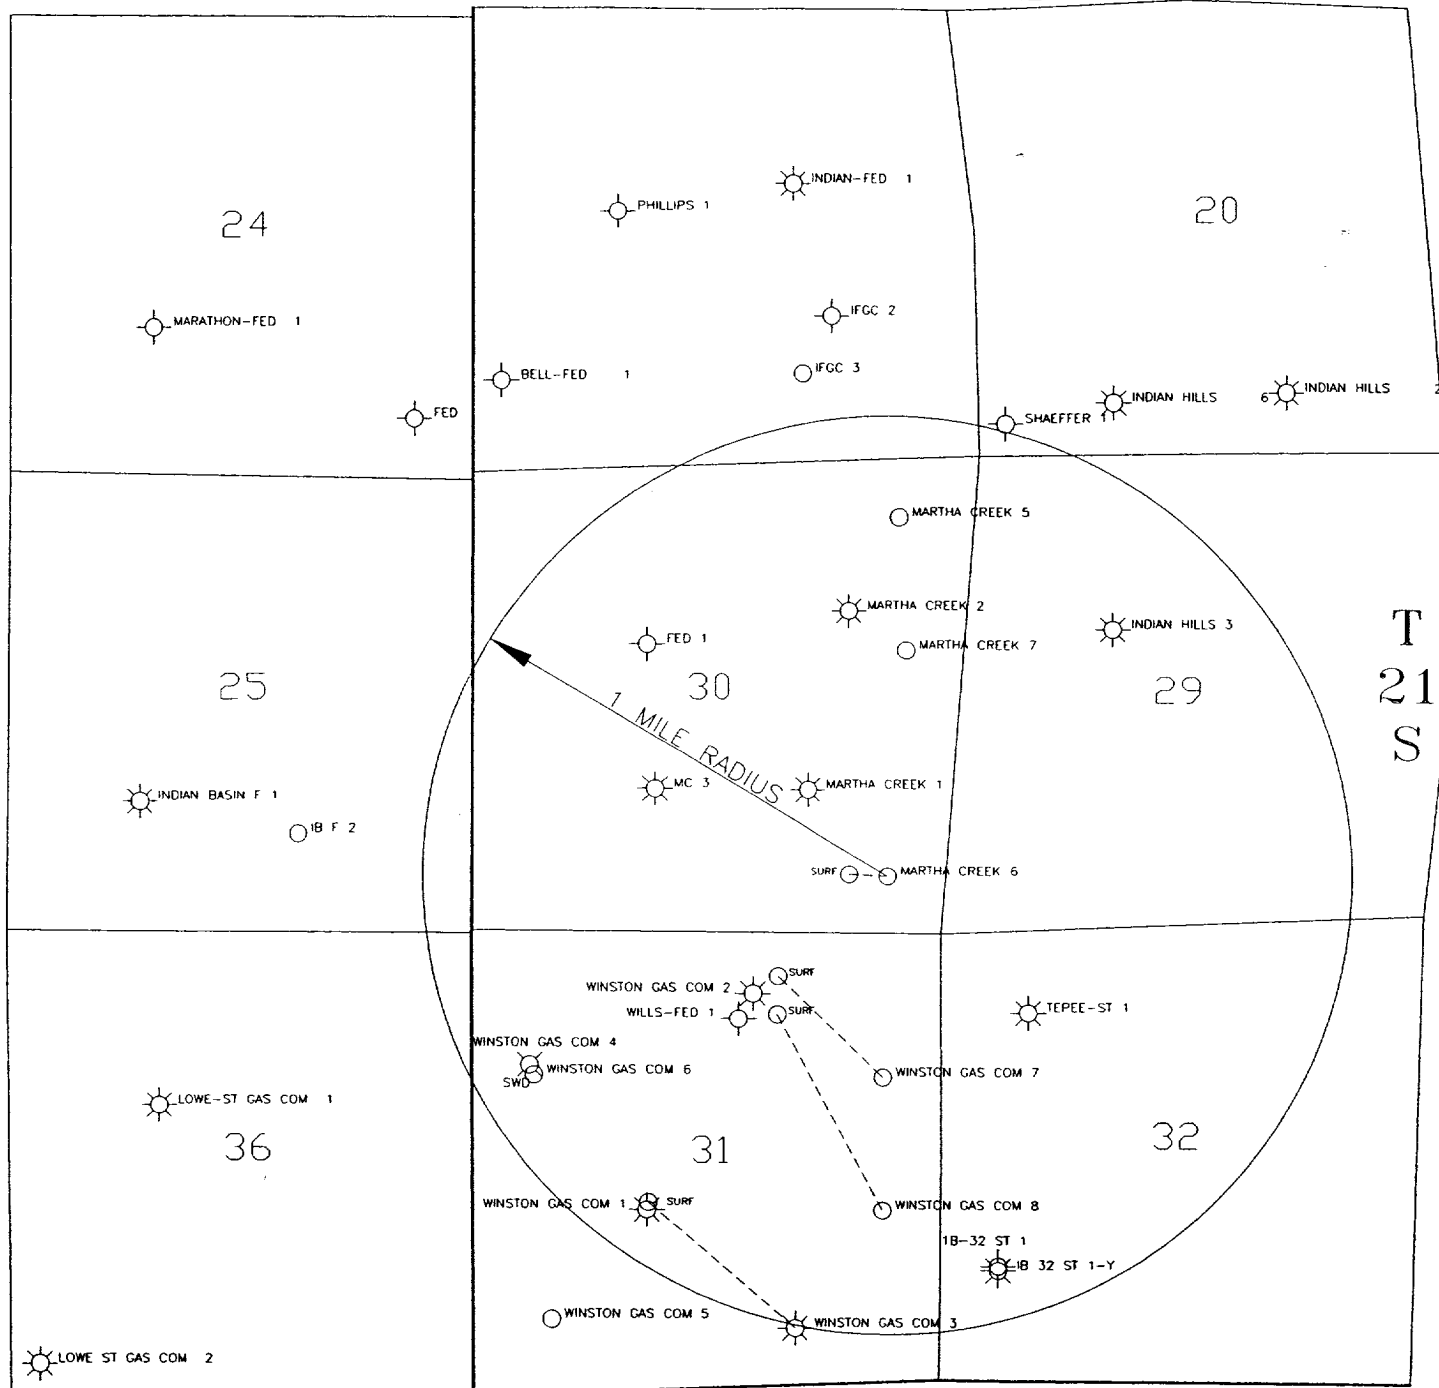 INDIAN-FED 1
PHILLIPS 1
24
20
MARATHON-FED 1
IFGC 2
IFGC 3
BELL-FED 1
INDIAN HILLS 6
INDIAN HILLS 2
FED
SHAEFFER 1
MARTHA CREEK 5
MARTHA CREEK 2
INDIAN HILLS 3
FED 1
MARTHA CREEK 7
T
21
S
25
30
29
1 MILE RADIUS
INDIAN BASIN F 1
MC 3
MARTHA CREEK 1
IB F 2
SURF
MARTHA CREEK 6
SURF
WINSTON GAS COM 2
WILLS-FED 1
SURF
TEPEE-ST 1
WINSTON GAS COM 4
WINSTON GAS COM 6
SWD
WINSTON GAS COM 7
LOWE-ST GAS COM 1
36
31
32
WINSTON GAS COM 1
SURF
WINSTON GAS COM 8
1B-32 ST 1
IB 32 ST 1-Y
WINSTON GAS COM 5
WINSTON GAS COM 3
LOWE ST GAS COM 2